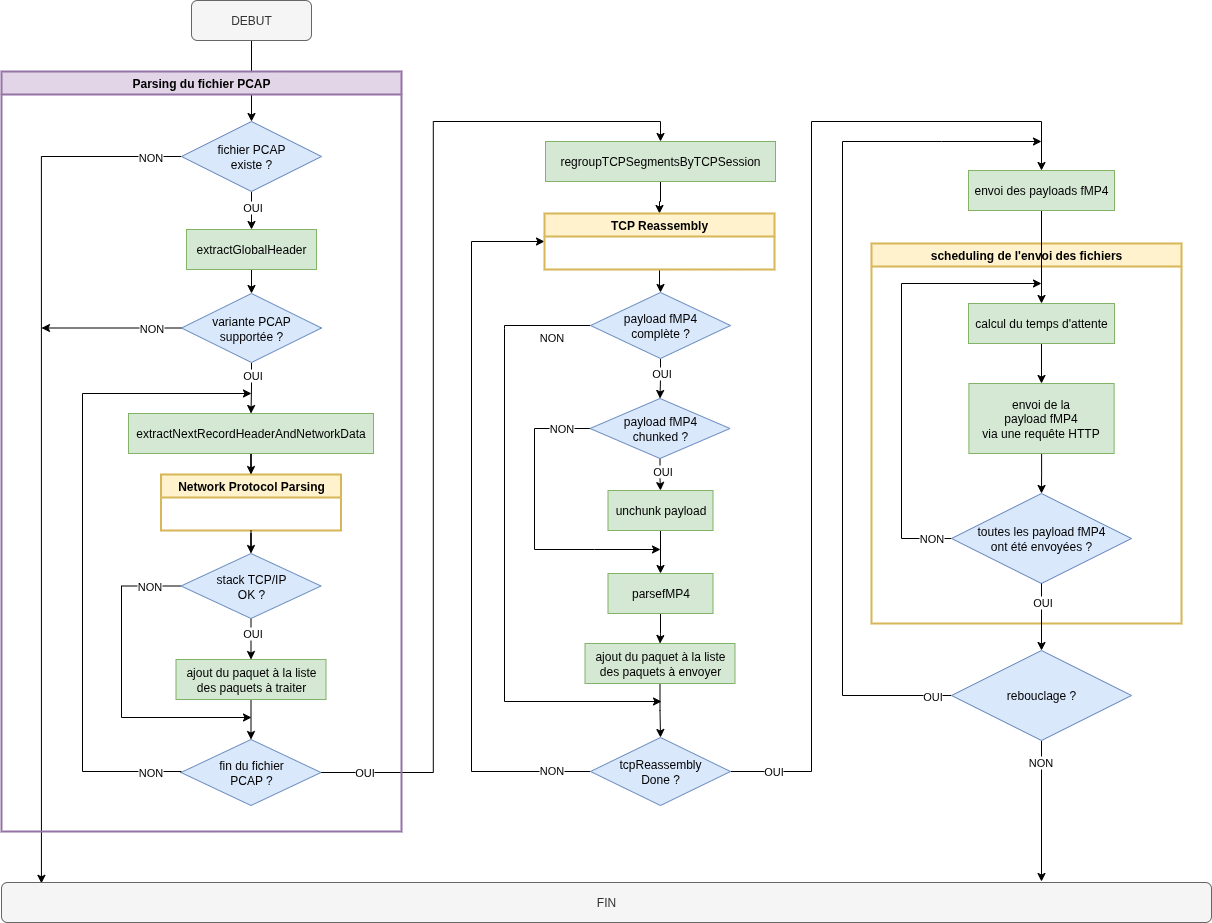 DEBUT
Parsing du fichier PCAP
fichier PCAP
existe ?
NON
OUI
extractGlobalHeader
variante PCAP
supportée ?
NON
OUI
extractNextRecordHeaderAndNetworkData
Network Protocol Parsing
stack TCP/IP
OK ?
NON
OUI
ajout du paquet à la liste
des paquets à traiter
fin du fichier
PCAP ?
NON
OUI
regroupTCPSegmentsByTCPSession
TCP Reassembly
payload fMP4
complète ?
NON
OUI
payload fMP4
chunked ?
NON
OUI
unchunk payload
parsefMP4
ajout du paquet à la liste
des paquets à envoyer
tcpReassembly
Done ?
NON
OUI
envoi des payloads fMP4
scheduling de l'envoi des fichiers
calcul du temps d'attente
envoi de la
payload fMP4
via une requête HTTP
toutes les payload fMP4
ont été envoyées ?
NON
OUI
rebouclage ?
OUI
NON
FIN